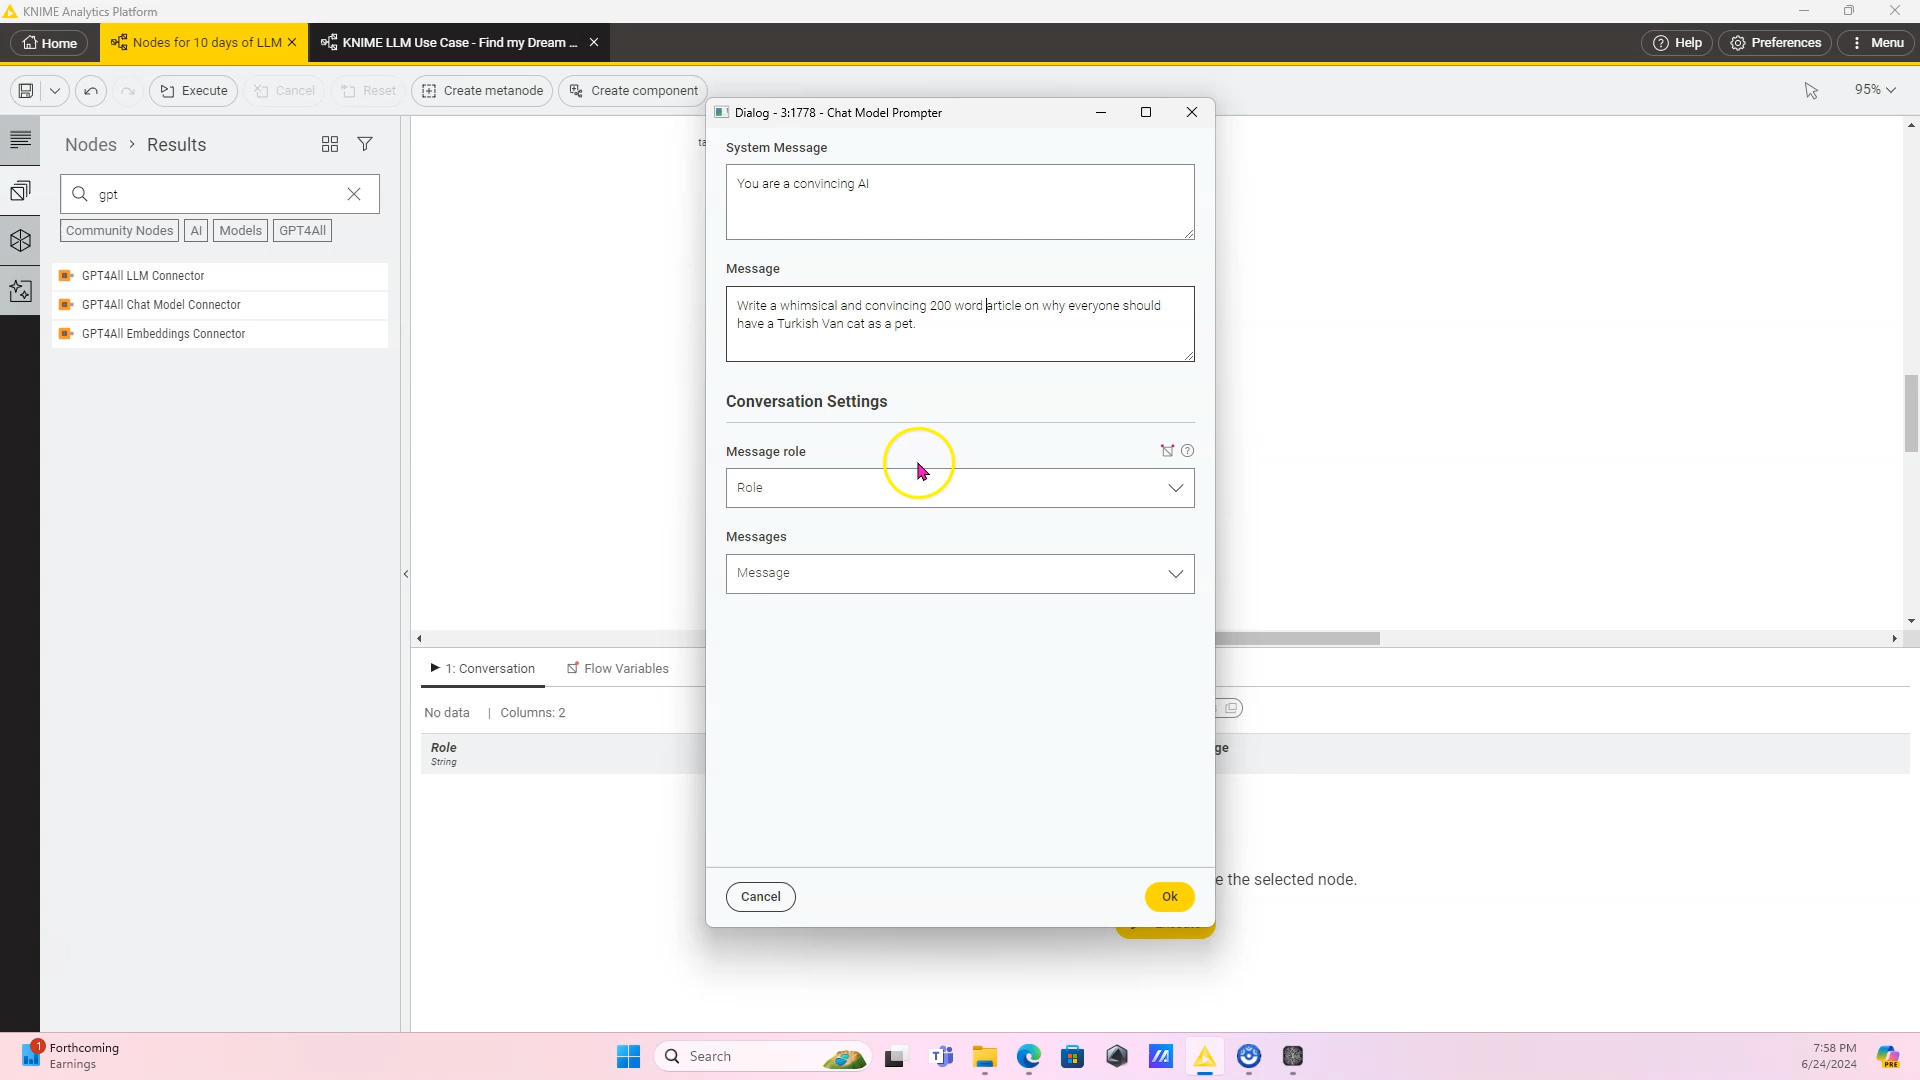 KNIME Analytics Platform
Home
Nodes for 10 days of LLM
KNIME LLM Use Case - Find my Dream ...
Help
Preferences
Menu
Execute
Cancel
Reset
Create metanode
Create component
95%
Nodes > Results
gpt
Community Nodes
AI
Models
GPT4All
GPT4All LLM Connector
GPT4All Chat Model Connector
GPT4All Embeddings Connector
Dialog - 3:1778 - Chat Model Prompter
System Message
You are a convincing AI
Message
Write a whimsical and convincing 200 word article on why everyone should
have a Turkish Van cat as a pet.
Conversation Settings
Message role
Role
Messages
Message
Cancel
Ok
1: Conversation
Flow Variables
No data | Columns: 2
Role
String
ge
e the selected node.
Forthcoming
Earnings
1
Search
7:58 PM
6/24/2024
PRE